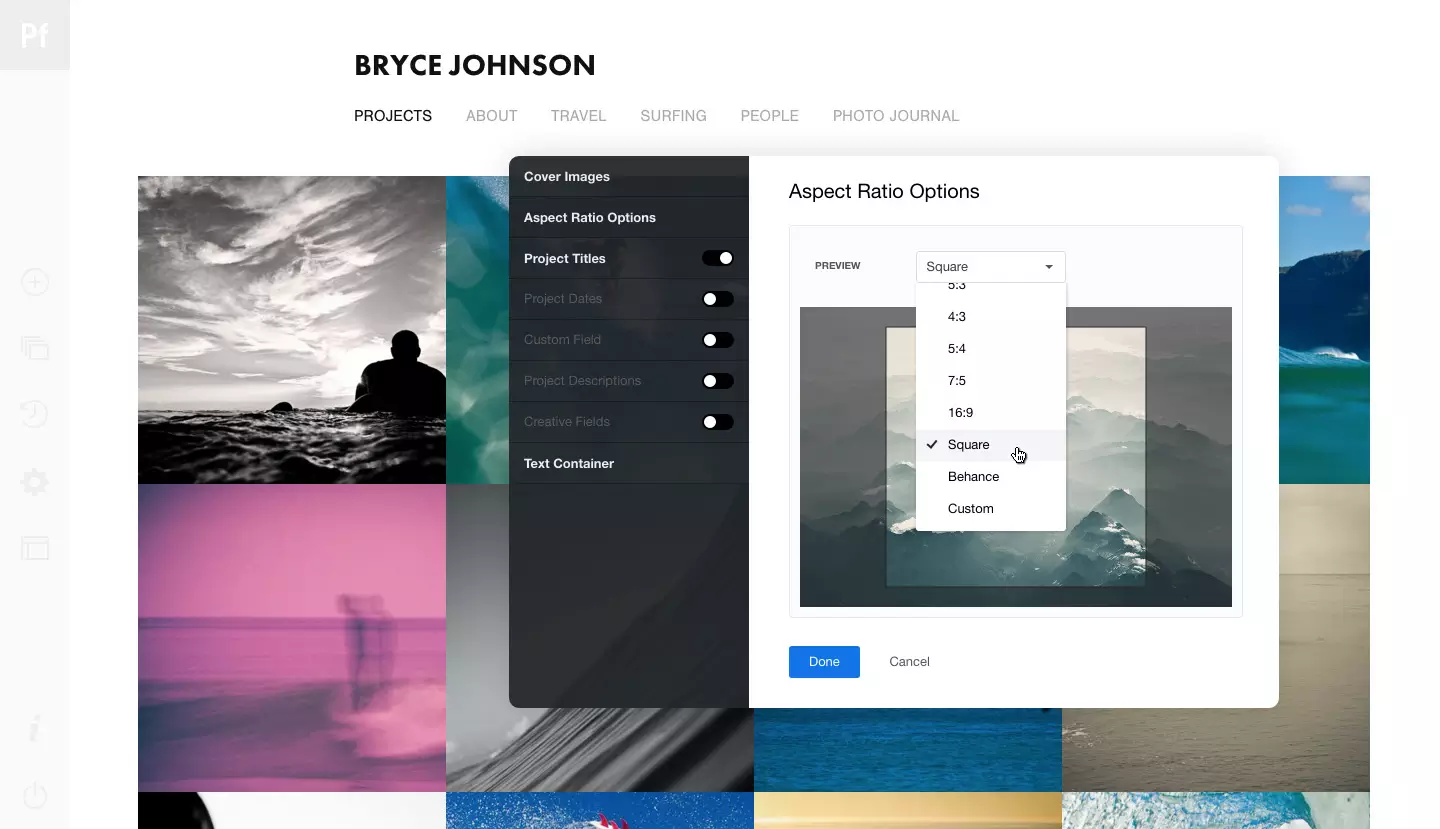 Pf
BRYCE JOHNSON
PROJECTS ABOUT TRAVEL SURFING PEOPLE PHOTO JOURNAL
Cover Images
Aspect Ratio Options
Project Titles
Project Dates
Custom Field
Project Descriptions
Creative Fields
Text Container
Aspect Ratio Options
PREVIEW
Square
5:3
4:3
5:4
7:5
16:9
Square
Behance
Custom
Done Cancel